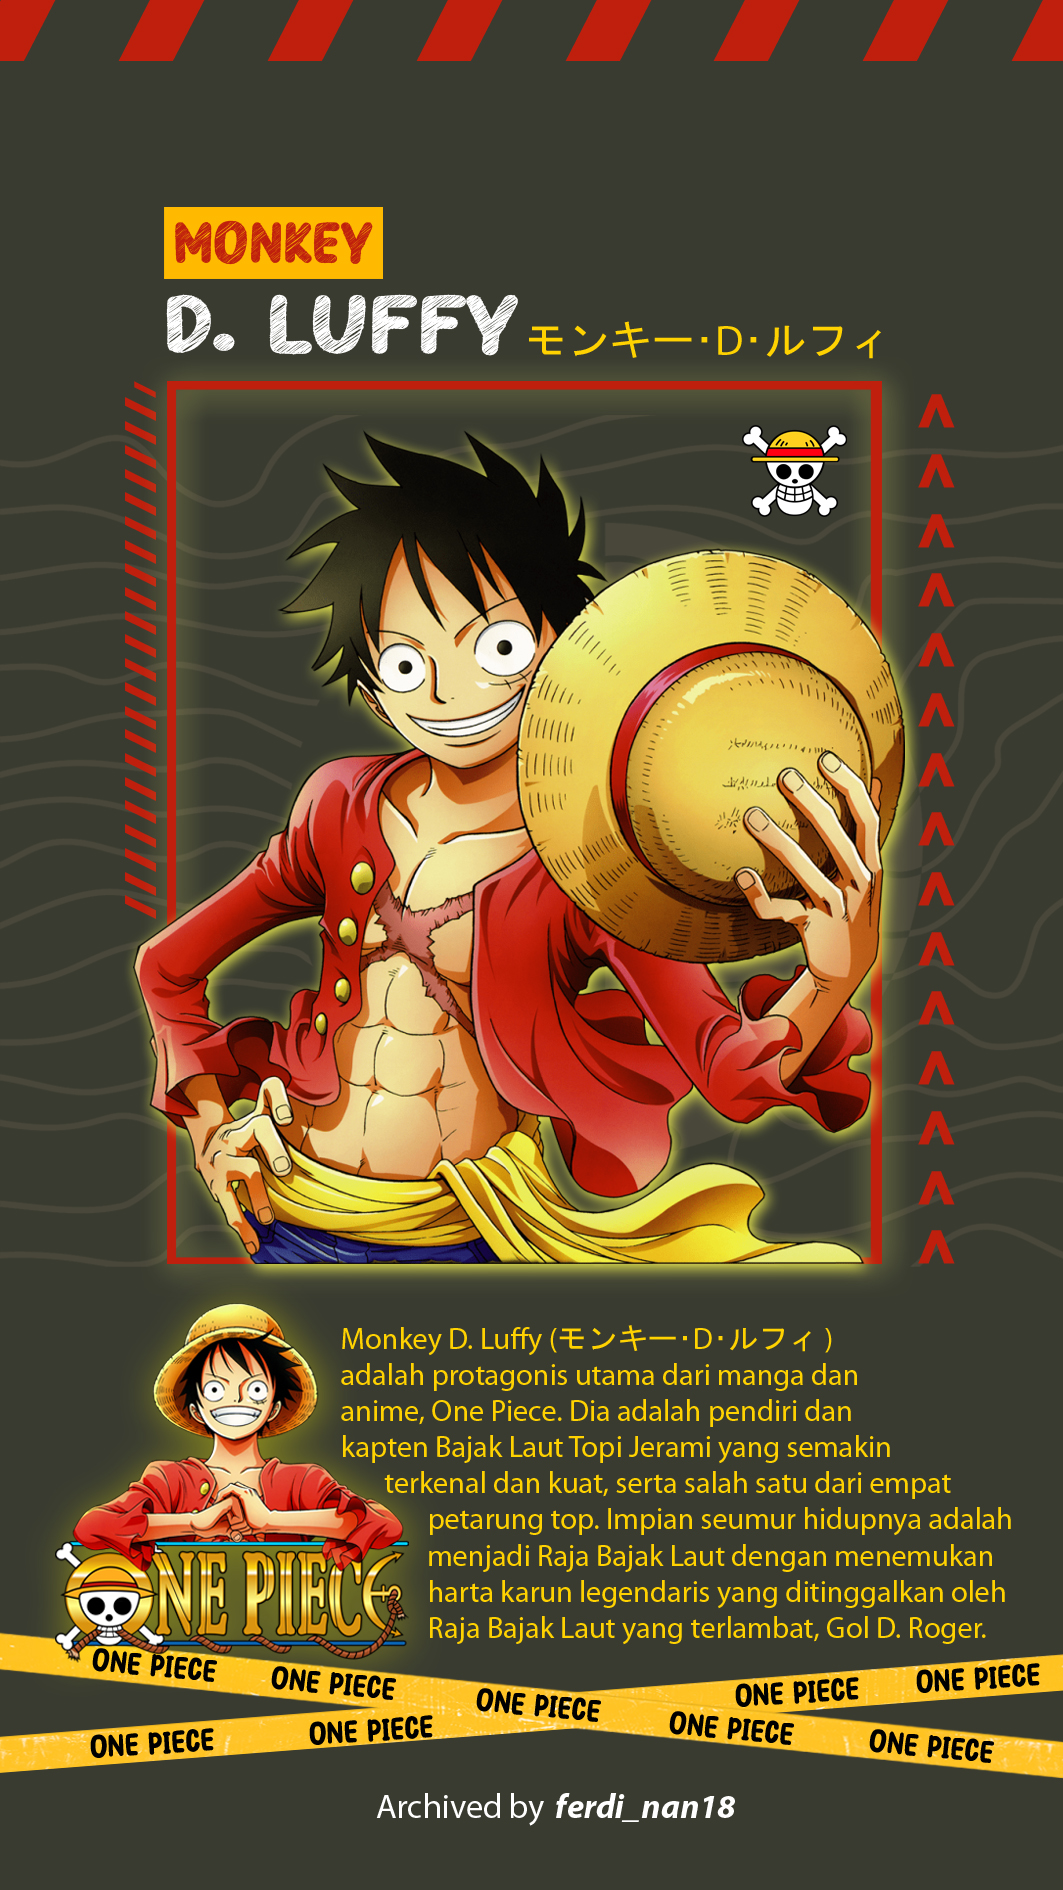 MONKEY
D. LUFFY モンキー･D･ルフィ
Monkey D. Luffy (モンキー･D･ルフィ )
adalah protagonis utama dari manga dan
anime, One Piece. Dia adalah pendiri dan
kapten Bajak Laut Topi Jerami yang semakin
terkenal dan kuat, serta salah satu dari empat
petarung top. Impian seumur hidupnya adalah
menjadi Raja Bajak Laut dengan menemukan
harta karun legendaris yang ditinggalkan oleh
Raja Bajak Laut yang terlambat, Gol D. Roger.
ONE PIECE
ONE PIECE
ONE PIECE
ONE PIECE
ONE PIECE
ONE PIECE
ONE PIECE
ONE PIECE
ONE PIECE
ONE PIECE
Archived by ferdi_nan18